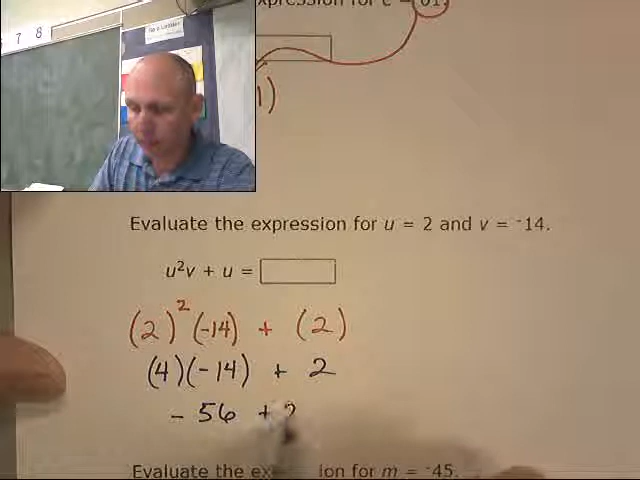 7 8
expression for c = 61.
1)
Evaluate the expression for u = 2 and v = ⁻14.
u²v + u =
(2)² (-14) + (2)
(4)(-14) + 2
- 56 + 2
Evaluate the ex ion for m = ⁻45.